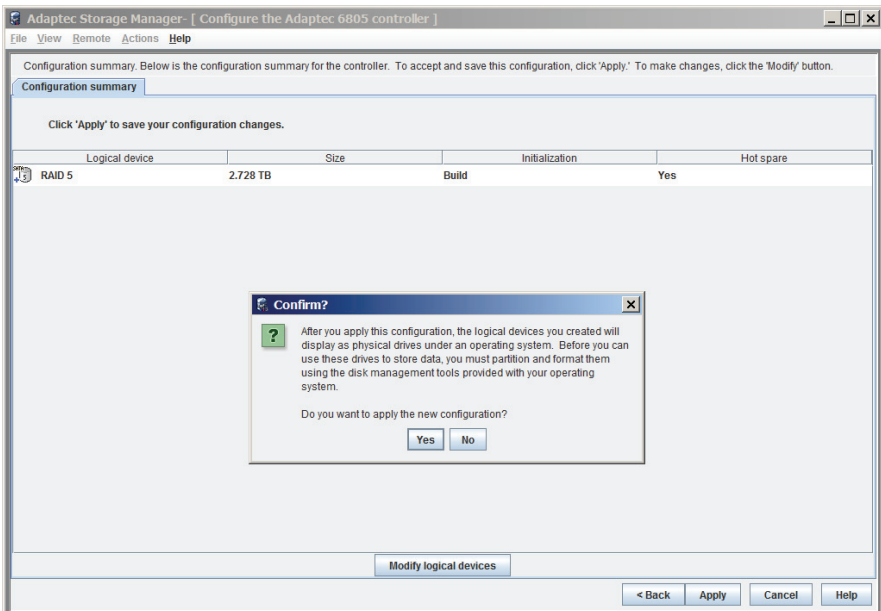 Adaptec Storage Manager- [ Configure the Adaptec 6805 controller ]
File View Remote Actions Help
Configuration summary. Below is the configuration summary for the controller. To accept and save this configuration, click 'Apply.' To make changes, click the 'Modify' button.
Configuration summary
Click 'Apply' to save your configuration changes.
Logical device Size Initialization Hot spare
RAID 5 2.728 TB Build Yes
Confirm?
After you apply this configuration, the logical devices you created will
display as physical drives under an operating system. Before you can
use these drives to store data, you must partition and format them
using the disk management tools provided with your operating
system.
Do you want to apply the new configuration?
Yes No
Modify logical devices
< Back Apply Cancel Help